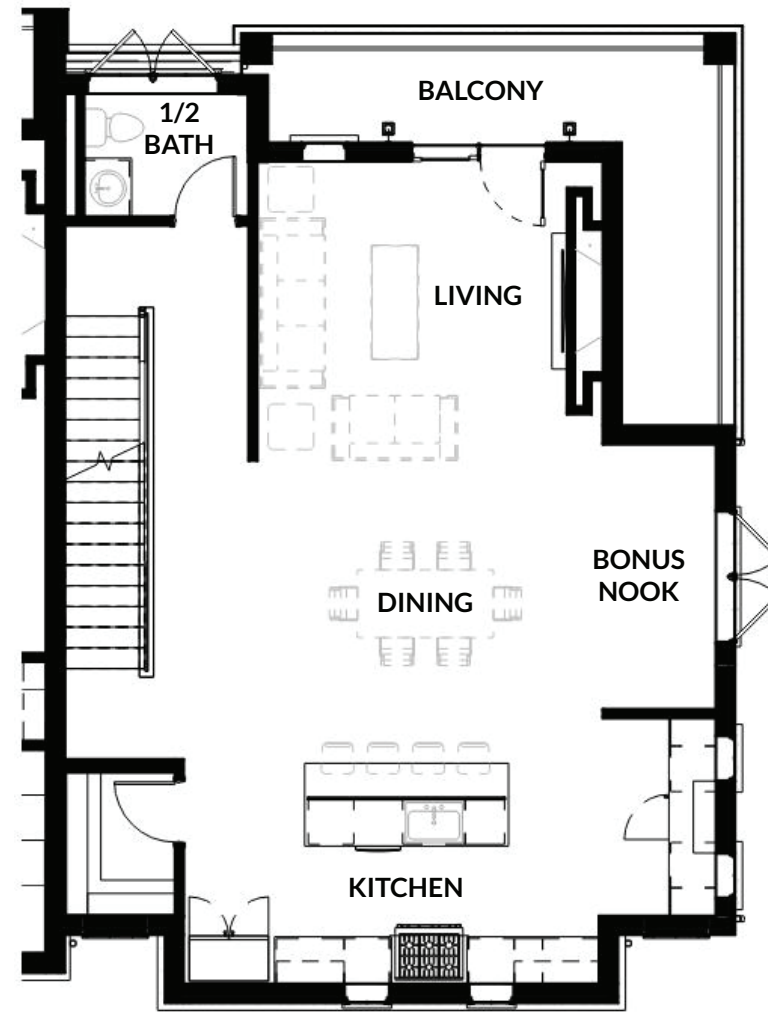 BALCONY
1/2
BATH
LIVING
BONUS
NOOK
DINING
KITCHEN